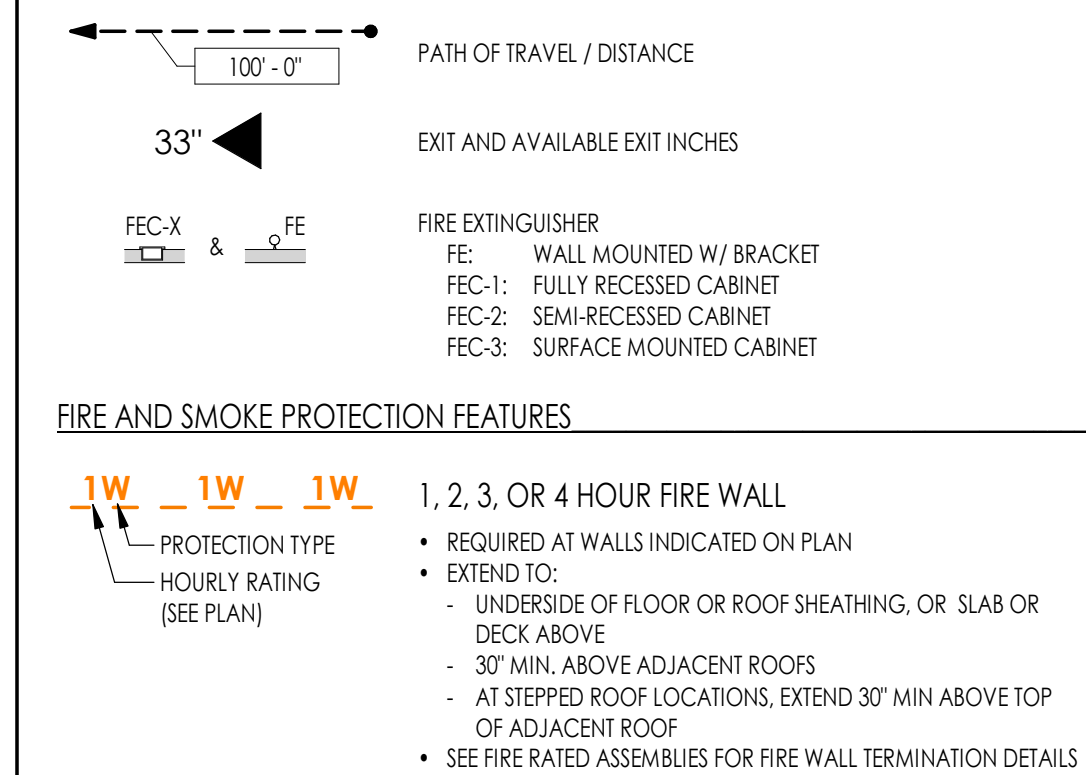 100' - 0"
PATH OF TRAVEL / DISTANCE
33"
EXIT AND AVAILABLE EXIT INCHES
FEC-X & FE
FIRE EXTINGUISHER
FE: WALL MOUNTED W/ BRACKET
FEC-1: FULLY RECESSED CABINET
FEC-2: SEMI-RECESSED CABINET
FEC-3: SURFACE MOUNTED CABINET
FIRE AND SMOKE PROTECTION FEATURES
1W 1W 1W
PROTECTION TYPE
HOURLY RATING
(SEE PLAN)
1, 2, 3, OR 4 HOUR FIRE WALL
• REQUIRED AT WALLS INDICATED ON PLAN
• EXTEND TO:
- UNDERSIDE OF FLOOR OR ROOF SHEATHING, OR SLAB OR
DECK ABOVE
- 30" MIN. ABOVE ADJACENT ROOFS
- AT STEPPED ROOF LOCATIONS, EXTEND 30" MIN ABOVE TOP
OF ADJACENT ROOF
• SEE FIRE RATED ASSEMBLIES FOR FIRE WALL TERMINATION DETAILS